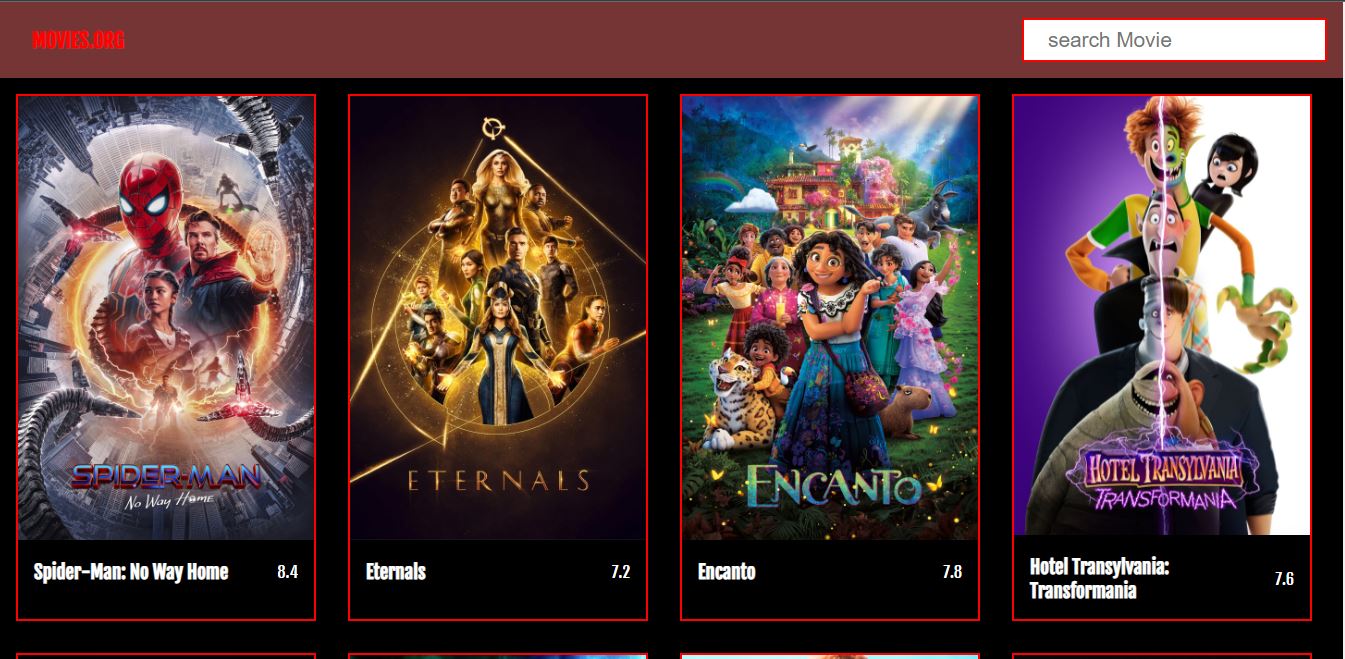 MOVIES.ORG
search Movie
SPIDER-MAN
No Way Home
ETERNALS
ENCANTO
HOTEL TRANSYLVANIA
TRANSFORMANIA
Spider-Man: No Way Home 8.4
Eternals 7.2
Encanto 7.8
Hotel Transylvania:
Transformania 7.6